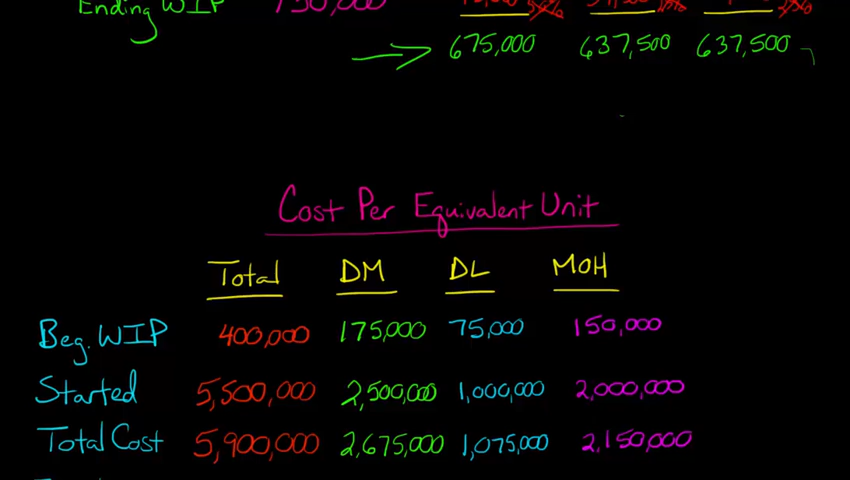 Ending WIP
675,000 637,500 637,500
Cost Per Equivalent Unit
Total DM DL MOH
Beg. WIP 400,000 175,000 75,000 150,000
Started 5,500,000 2,500,000 1,000,000 2,000,000
Total Cost 5,900,000 2,675,000 1,075,000 2,150,000